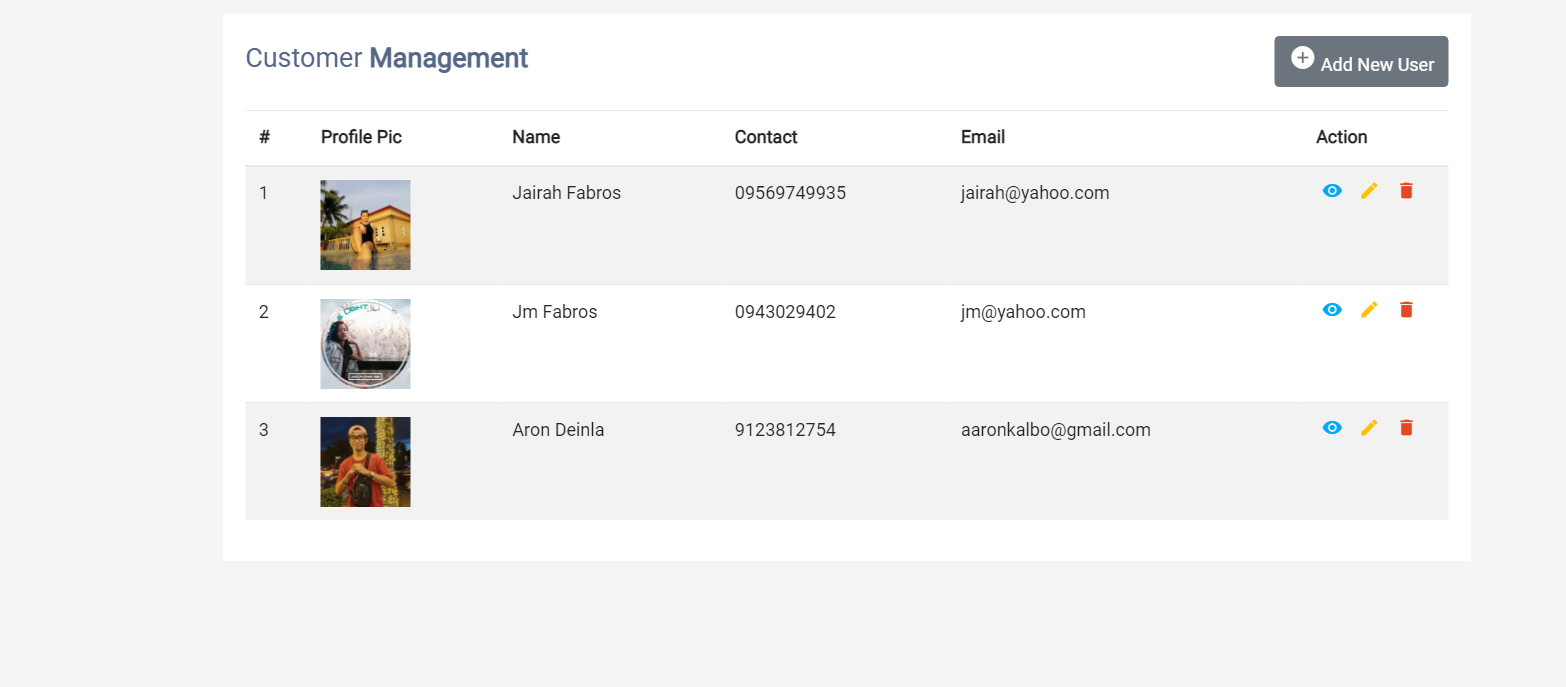 Customer Management
Add New User
# Profile Pic Name Contact Email Action
1 Jairah Fabros 09569749935 jairah@yahoo.com
2 Jm Fabros 0943029402 jm@yahoo.com
3 Aron Deinla 9123812754 aaronkalbo@gmail.com